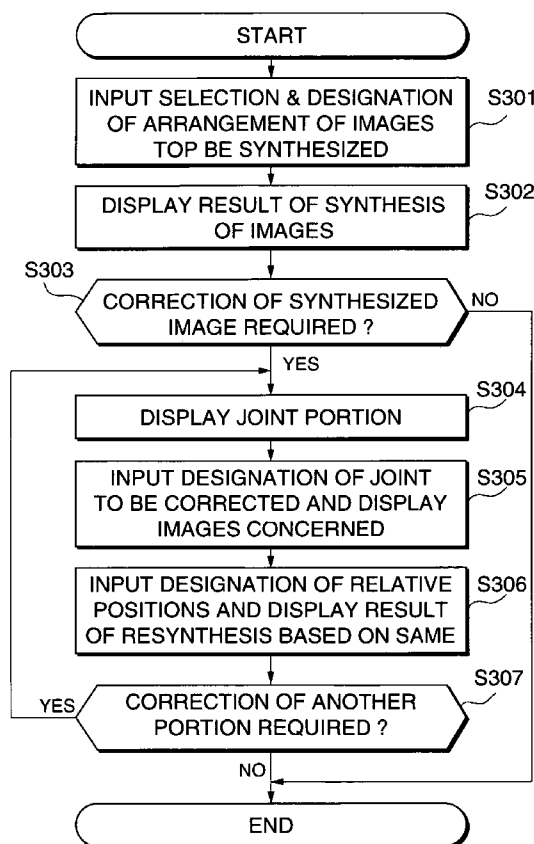 START
INPUT SELECTION & DESIGNATION
OF ARRANGEMENT OF IMAGES
TOP BE SYNTHESIZED
S301
DISPLAY RESULT OF SYNTHESIS
OF IMAGES
S302
S303
CORRECTION OF SYNTHESIZED
IMAGE REQUIRED ?
NO
YES
DISPLAY JOINT PORTION
S304
INPUT DESIGNATION OF JOINT
TO BE CORRECTED AND DISPLAY
IMAGES CONCERNED
S305
INPUT DESIGNATION OF RELATIVE
POSITIONS AND DISPLAY RESULT
OF RESYNTHESIS BASED ON SAME
S306
YES
CORRECTION OF ANOTHER
PORTION REQUIRED ?
S307
NO
END